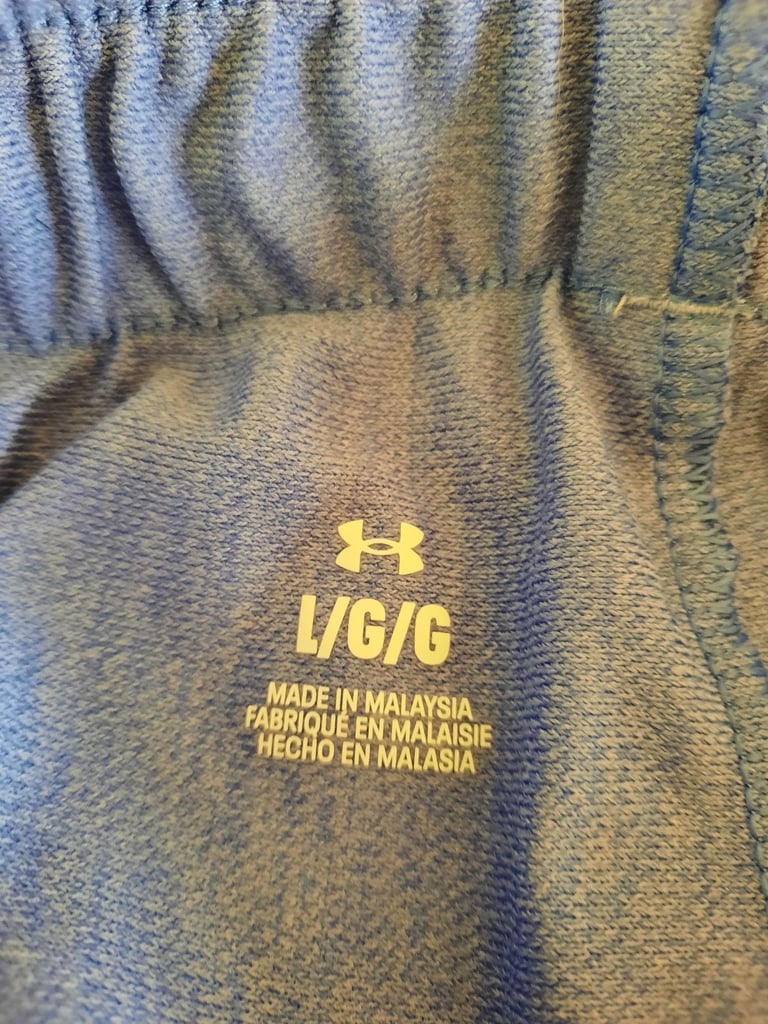 L/G/G
MADE IN MALAYSIA
FABRIQUÉ EN MALAISIE
HECHO EN MALASIA